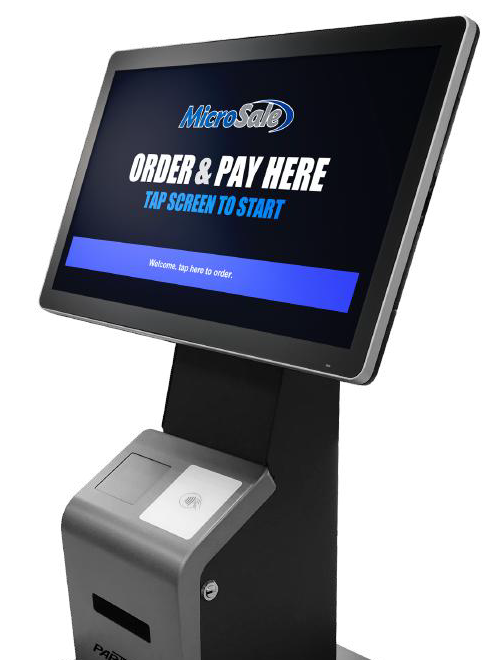 MicroSale
ORDER & PAY HERE
TAP SCREEN TO START
Welcome, tap here to order.